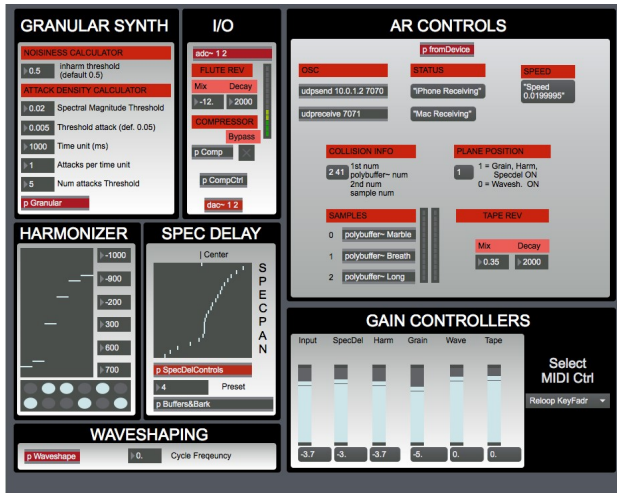 GRANULAR SYNTH
NOISINESS CALCULATOR
0.5 inharm threshold
(default 0.5)
ATTACK DENSITY CALCULATOR
0.02 Spectral Magnitude Threshold
0.005 Threshold attack (def. 0.05)
1000 Time unit (ms)
1 Attacks per time unit
5 Num attacks Threshold
p Granuler
I/O
adc~ 1 2
FLUTE REV
Mix Decay
-12. 2000
COMPRESSOR
Bypass
p Comp
p CompCtrl
dac~ 1 2
AR CONTROLS
p fromDevice
OSC
udpsend 10.0.1.2 7070
udpreceive 7071
STATUS
"iPhone Receiving"
"Mac Receiving"
SPEED
"Speed
0.0199995"
COLLISION INFO
2 41
1st num
polybuffer~ num
2nd num
sample num
PLANE POSITION
1
1 = Grain, Harm,
Specdel ON
0 = Wavesh. ON
SAMPLES
0 polybuffer~ Marble
1 polybuffer~ Breath
2 polybuffer~ Long
TAPE REV
Mix Decay
0.35 2000
HARMONIZER
-1000
-900
-200
300
600
700
SPEC DELAY
| Center
SPECPAN
p SpecDelControls
4 Preset
p Buffers&Bark
GAIN CONTROLLERS
Input SpecDel Harm Grain Wave Tape
-3.7 -3. -3.7 -5. 0. 0.
Select
MIDI Ctrl
Reloop KeyFadr
WAVESHAPING
p Waveshape 0. Cycle Freqeuncy